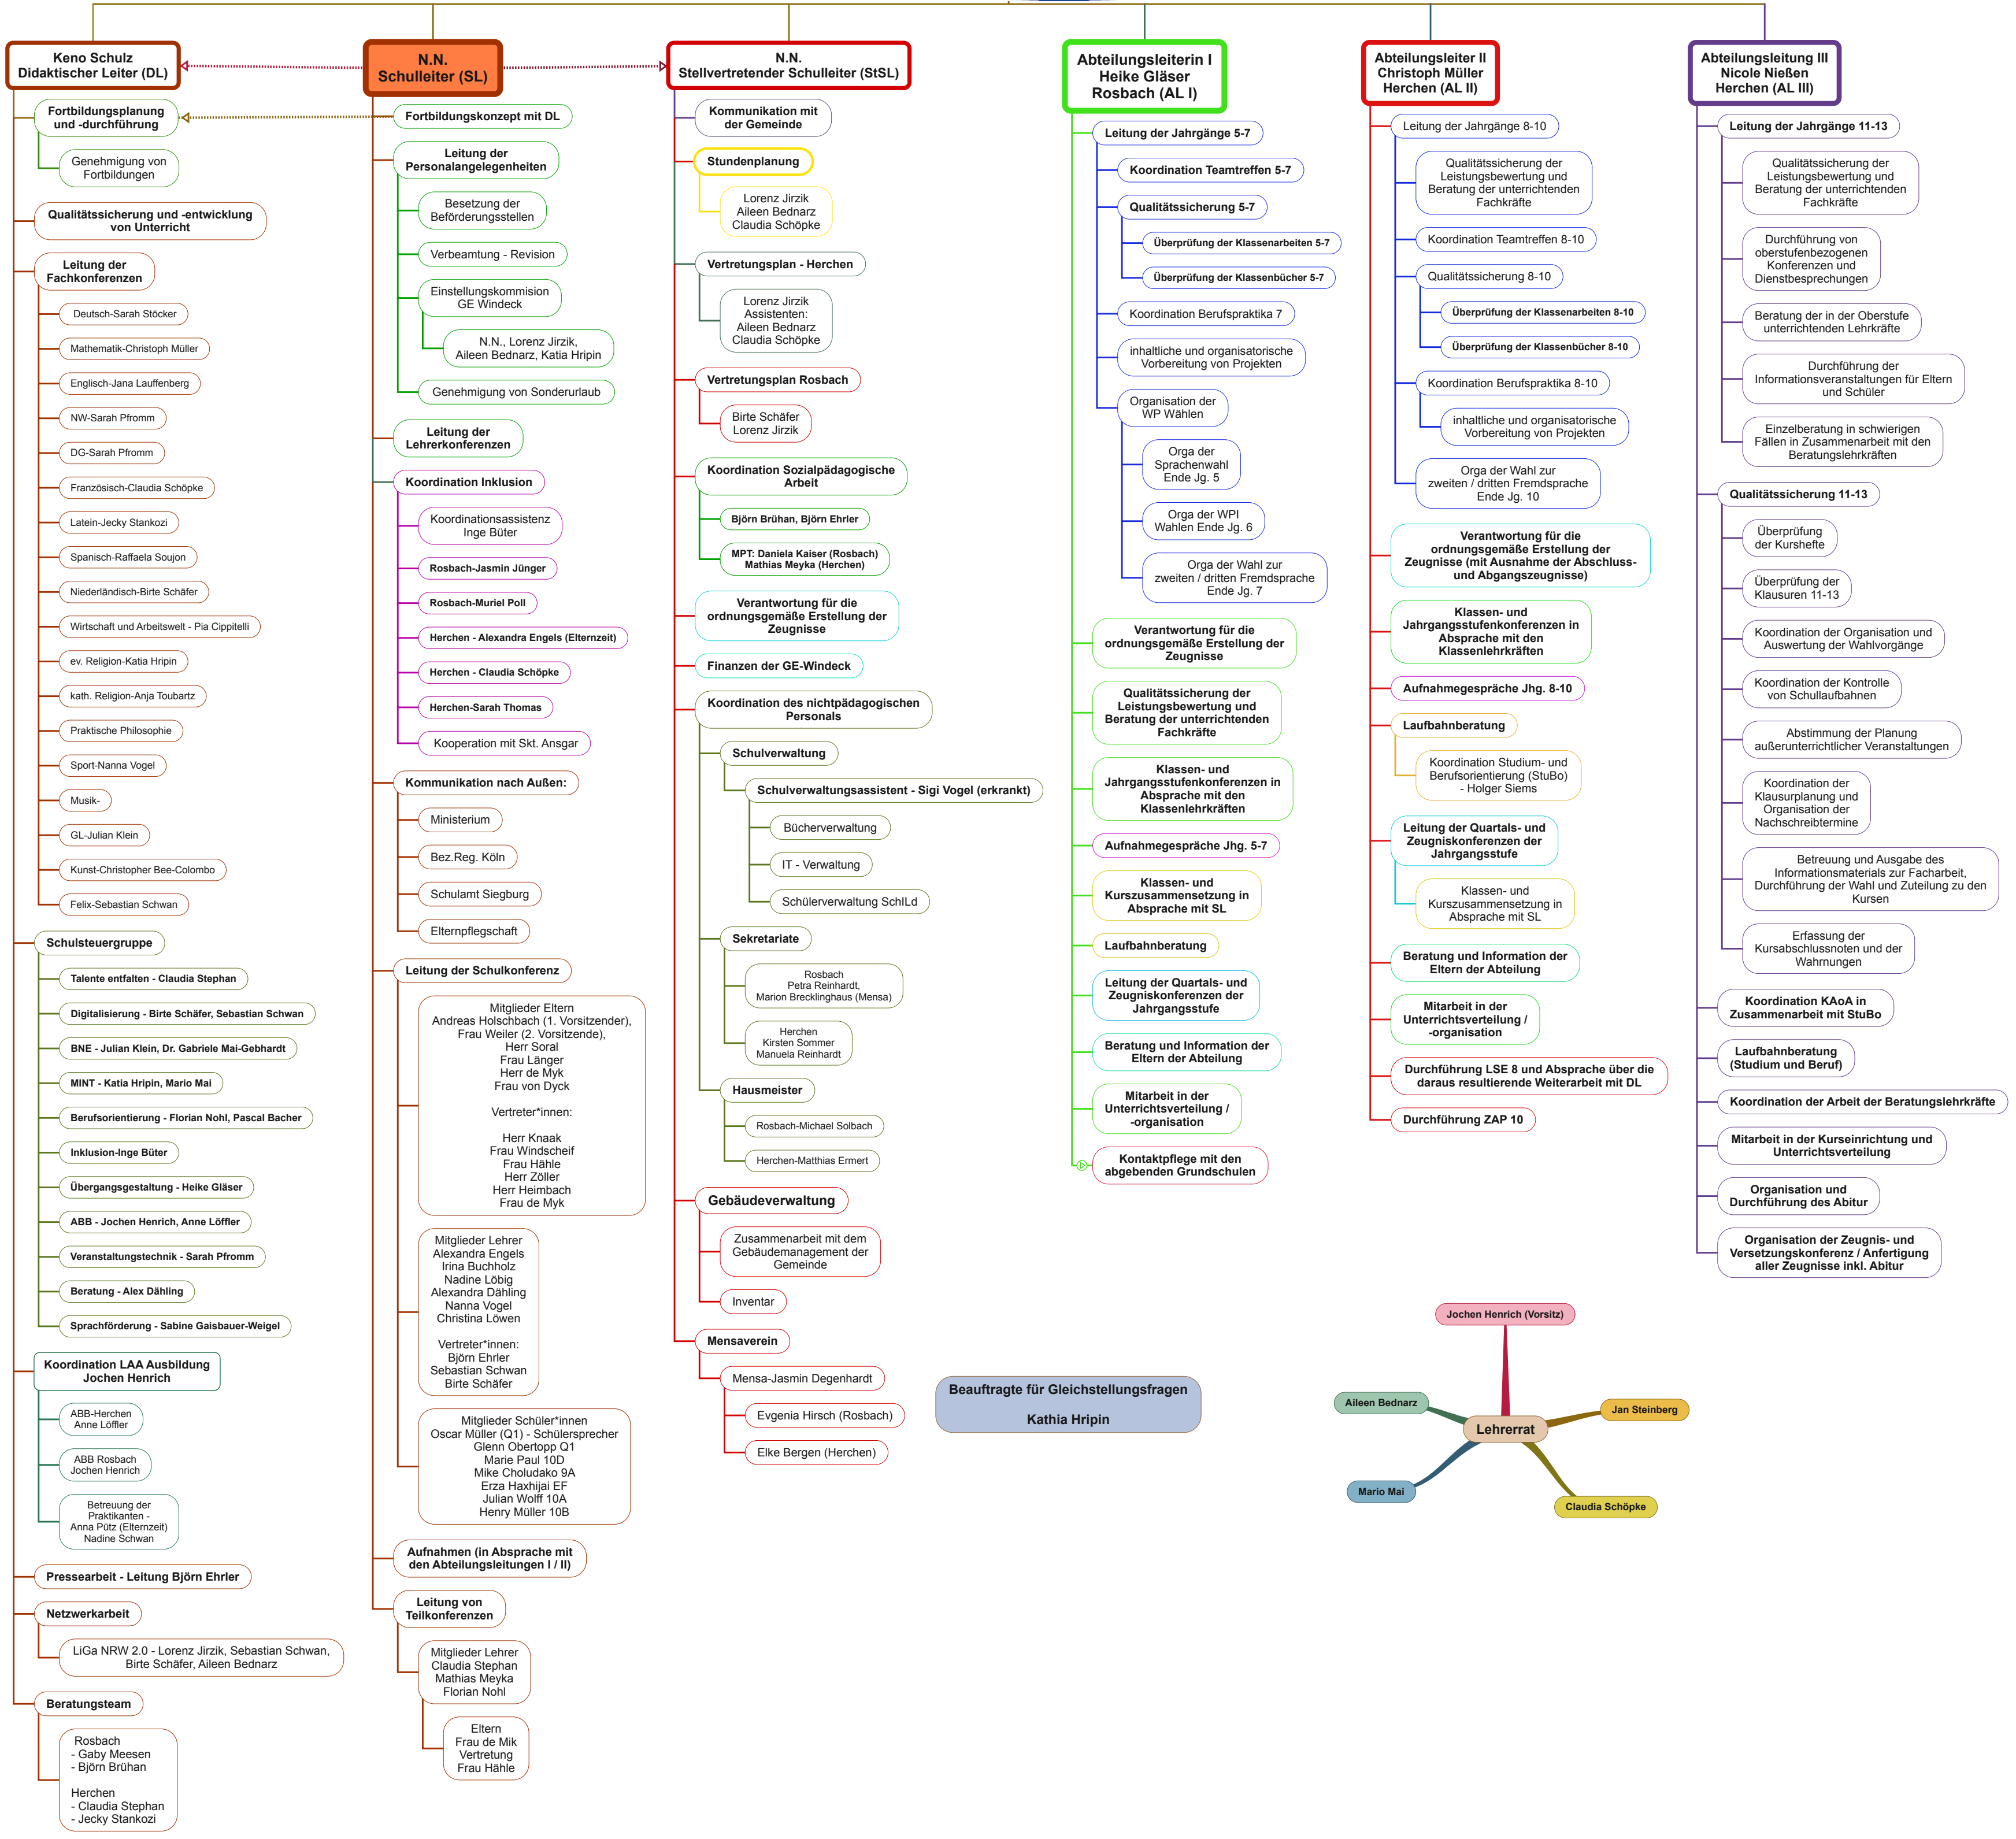 Keno Schulz
Didaktischer Leiter (DL)
Fortbildungsplanung
und -durchführung
Genehmigung von
Fortbildungen
Qualitätssicherung und -entwicklung
von Unterricht
Leitung der
Fachkonferenzen
Deutsch-Sarah Stöcker
Mathematik-Christoph Müller
Englisch-Jana Lauffenberg
NW-Sarah Pfromm
DG-Sarah Pfromm
Französisch-Claudia Schöpke
Latein-Jecky Stankozi
Spanisch-Raffaela Soujon
Niederländisch-Birte Schäfer
Wirtschaft und Arbeitswelt - Pia Cippitelli
ev. Religion-Katia Hripin
kath. Religion-Anja Toubartz
Praktische Philosophie
Sport-Nanna Vogel
Musik-
GL-Julian Klein
Kunst-Christopher Bee-Colombo
Felix-Sebastian Schwan
Schulsteuergruppe
Talente entfalten - Claudia Stephan
Digitalisierung - Birte Schäfer, Sebastian Schwan
BNE - Julian Klein, Dr. Gabriele Mai-Gebhardt
MINT - Katia Hripin, Mario Mai
Berufsorientierung - Florian Nohl, Pascal Bacher
Inklusion-Inge Büter
Übergangsgestaltung - Heike Gläser
ABB - Jochen Henrich, Anne Löffler
Veranstaltungstechnik - Sarah Pfromm
Beratung - Alex Dähling
Sprachförderung - Sabine Gaisbauer-Weigel
Koordination LAA Ausbildung
Jochen Henrich
ABB-Herchen
Anne Löffler
ABB Rosbach
Jochen Henrich
Betreuung der
Praktikanten -
Anna Pütz (Elternzeit)
Nadine Schwan
Pressearbeit - Leitung Björn Ehrler
Netzwerkarbeit
LiGa NRW 2.0 - Lorenz Jirzik, Sebastian Schwan,
Birte Schäfer, Aileen Bednarz
Beratungsteam
Rosbach
- Gaby Meesen
- Björn Brühan
Herchen
- Claudia Stephan
- Jecky Stankozi
N.N.
Schulleiter (SL)
Fortbildungskonzept mit DL
Leitung der
Personalangelegenheiten
Besetzung der
Beförderungsstellen
Verbeamtung - Revision
Einstellungskommision
GE Windeck
N.N., Lorenz Jirzik,
Aileen Bednarz, Katia Hripin
Genehmigung von Sonderurlaub
Leitung der
Lehrerkonferenzen
Koordination Inklusion
Koordinationsassistenz
Inge Büter
Rosbach-Jasmin Jünger
Rosbach-Muriel Poll
Herchen - Alexandra Engels (Elternzeit)
Herchen - Claudia Schöpke
Herchen-Sarah Thomas
Kooperation mit Skt. Ansgar
Kommunikation nach Außen:
Ministerium
Bez.Reg. Köln
Schulamt Siegburg
Elternpflegschaft
Leitung der Schulkonferenz
Mitglieder Eltern
Andreas Holschbach (1. Vorsitzender),
Frau Weiler (2. Vorsitzende),
Herr Soral
Frau Länger
Herr de Myk
Frau von Dyck
Vertreter*innen:
Herr Knaak
Frau Windscheif
Frau Hähle
Herr Zöller
Herr Heimbach
Frau de Myk
Mitglieder Lehrer
Alexandra Engels
Irina Buchholz
Nadine Löbig
Alexandra Dähling
Nanna Vogel
Christina Löwen
Vertreter*innen:
Björn Ehrler
Sebastian Schwan
Birte Schäfer
Mitglieder Schüler*innen
Oscar Müller (Q1) - Schülersprecher
Glenn Obertopp Q1
Marie Paul 10D
Mike Choludako 9A
Erza Haxhijai EF
Julian Wolff 10A
Henry Müller 10B
Aufnahmen (in Absprache mit
den Abteilungsleitungen I / II)
Leitung von
Teilkonferenzen
Mitglieder Lehrer
Claudia Stephan
Mathias Meyka
Florian Nohl
Eltern
Frau de Mik
Vertretung
Frau Hähle
N.N.
Stellvertretender Schulleiter (StSL)
Kommunikation mit
der Gemeinde
Stundenplanung
Lorenz Jirzik
Aileen Bednarz
Claudia Schöpke
Vertretungsplan - Herchen
Lorenz Jirzik
Assistenten:
Aileen Bednarz
Claudia Schöpke
Vertretungsplan Rosbach
Birte Schäfer
Lorenz Jirzik
Koordination Sozialpädagogische
Arbeit
Björn Brühan, Björn Ehrler
MPT: Daniela Kaiser (Rosbach)
Mathias Meyka (Herchen)
Verantwortung für die
ordnungsgemäße Erstellung der
Zeugnisse
Finanzen der GE-Windeck
Koordination des nichtpädagogischen
Personals
Schulverwaltung
Schulverwaltungsassistent - Sigi Vogel (erkrankt)
Bücherverwaltung
IT - Verwaltung
Schülerverwaltung SchILd
Sekretariate
Rosbach
Petra Reinhardt,
Marion Brecklinghaus (Mensa)
Herchen
Kirsten Sommer
Manuela Reinhardt
Hausmeister
Rosbach-Michael Solbach
Herchen-Matthias Ermert
Gebäudeverwaltung
Zusammenarbeit mit dem
Gebäudemanagement der
Gemeinde
Inventar
Mensaverein
Mensa-Jasmin Degenhardt
Evgenia Hirsch (Rosbach)
Elke Bergen (Herchen)
Abteilungsleiterin I
Heike Gläser
Rosbach (AL I)
Leitung der Jahrgänge 5-7
Koordination Teamtreffen 5-7
Qualitätssicherung 5-7
Überprüfung der Klassenarbeiten 5-7
Überprüfung der Klassenbücher 5-7
Koordination Berufspraktika 7
inhaltliche und organisatorische
Vorbereitung von Projekten
Organisation der
WP Wählen
Orga der
Sprachenwahl
Ende Jg. 5
Orga der WPI
Wahlen Ende Jg. 6
Orga der Wahl zur
zweiten / dritten Fremdsprache
Ende Jg. 7
Verantwortung für die
ordnungsgemäße Erstellung der
Zeugnisse
Qualitätssicherung der
Leistungsbewertung und
Beratung der unterrichtenden
Fachkräfte
Klassen- und
Jahrgangsstufenkonferenzen in
Absprache mit den
Klassenlehrkräften
Aufnahmegespräche Jhg. 5-7
Klassen- und
Kurszusammensetzung in
Absprache mit SL
Laufbahnberatung
Leitung der Quartals- und
Zeugniskonferenzen der
Jahrgangsstufe
Beratung und Information der
Eltern der Abteilung
Mitarbeit in der
Unterrichtsverteilung /
-organisation
Kontaktpflege mit den
abgebenden Grundschulen
Beauftragte für Gleichstellungsfragen
Kathia Hripin
Abteilungsleiter II
Christoph Müller
Herchen (AL II)
Leitung der Jahrgänge 8-10
Qualitätssicherung der
Leistungsbewertung und
Beratung der unterrichtenden
Fachkräfte
Koordination Teamtreffen 8-10
Qualitätssicherung 8-10
Überprüfung der Klassenarbeiten 8-10
Überprüfung der Klassenbücher 8-10
Koordination Berufspraktika 8-10
inhaltliche und organisatorische
Vorbereitung von Projekten
Orga der Wahl zur
zweiten / dritten Fremdsprache
Ende Jg. 10
Verantwortung für die
ordnungsgemäße Erstellung der
Zeugnisse (mit Ausnahme der Abschluss-
und Abgangszeugnisse)
Klassen- und
Jahrgangsstufenkonferenzen in
Absprache mit den
Klassenlehrkräften
Aufnahmegespräche Jhg. 8-10
Laufbahnberatung
Koordination Studium- und
Berufsorientierung (StuBo)
- Holger Siems
Leitung der Quartals- und
Zeugniskonferenzen der
Jahrgangsstufe
Klassen- und
Kurszusammensetzung in
Absprache mit SL
Beratung und Information der
Eltern der Abteilung
Mitarbeit in der
Unterrichtsverteilung /
-organisation
Durchführung LSE 8 und Absprache über die
daraus resultierende Weiterarbeit mit DL
Durchführung ZAP 10
Abteilungsleitung III
Nicole Nießen
Herchen (AL III)
Leitung der Jahrgänge 11-13
Qualitätssicherung der
Leistungsbewertung und
Beratung der unterrichtenden
Fachkräfte
Durchführung von
oberstufenbezogenen
Konferenzen und
Dienstbesprechungen
Beratung der in der Oberstufe
unterrichtenden Lehrkräfte
Durchführung der
Informationsveranstaltungen für Eltern
und Schüler
Einzelberatung in schwierigen
Fällen in Zusammenarbeit mit den
Beratungslehrkräften
Qualitätssicherung 11-13
Überprüfung
der Kurshefte
Überprüfung der
Klausuren 11-13
Koordination der Organisation und
Auswertung der Wahlvorgänge
Koordination der Kontrolle
von Schullaufbahnen
Abstimmung der Planung
außerunterrichtlicher Veranstaltungen
Koordination der
Klausurplanung und
Organisation der
Nachschreibtermine
Betreuung und Ausgabe des
Informationsmaterials zur Facharbeit,
Durchführung der Wahl und Zuteilung zu den
Kursen
Erfassung der
Kursabschlussnoten und der
Wahrnungen
Koordination KAoA in
Zusammenarbeit mit StuBo
Laufbahnberatung
(Studium und Beruf)
Koordination der Arbeit der Beratungslehrkräfte
Mitarbeit in der Kurseinrichtung und
Unterrichtsverteilung
Organisation und
Durchführung des Abitur
Organisation der Zeugnis- und
Versetzungskonferenz / Anfertigung
aller Zeugnisse inkl. Abitur
Jochen Henrich (Vorsitz)
Aileen Bednarz
Jan Steinberg
Lehrerrat
Mario Mai
Claudia Schöpke